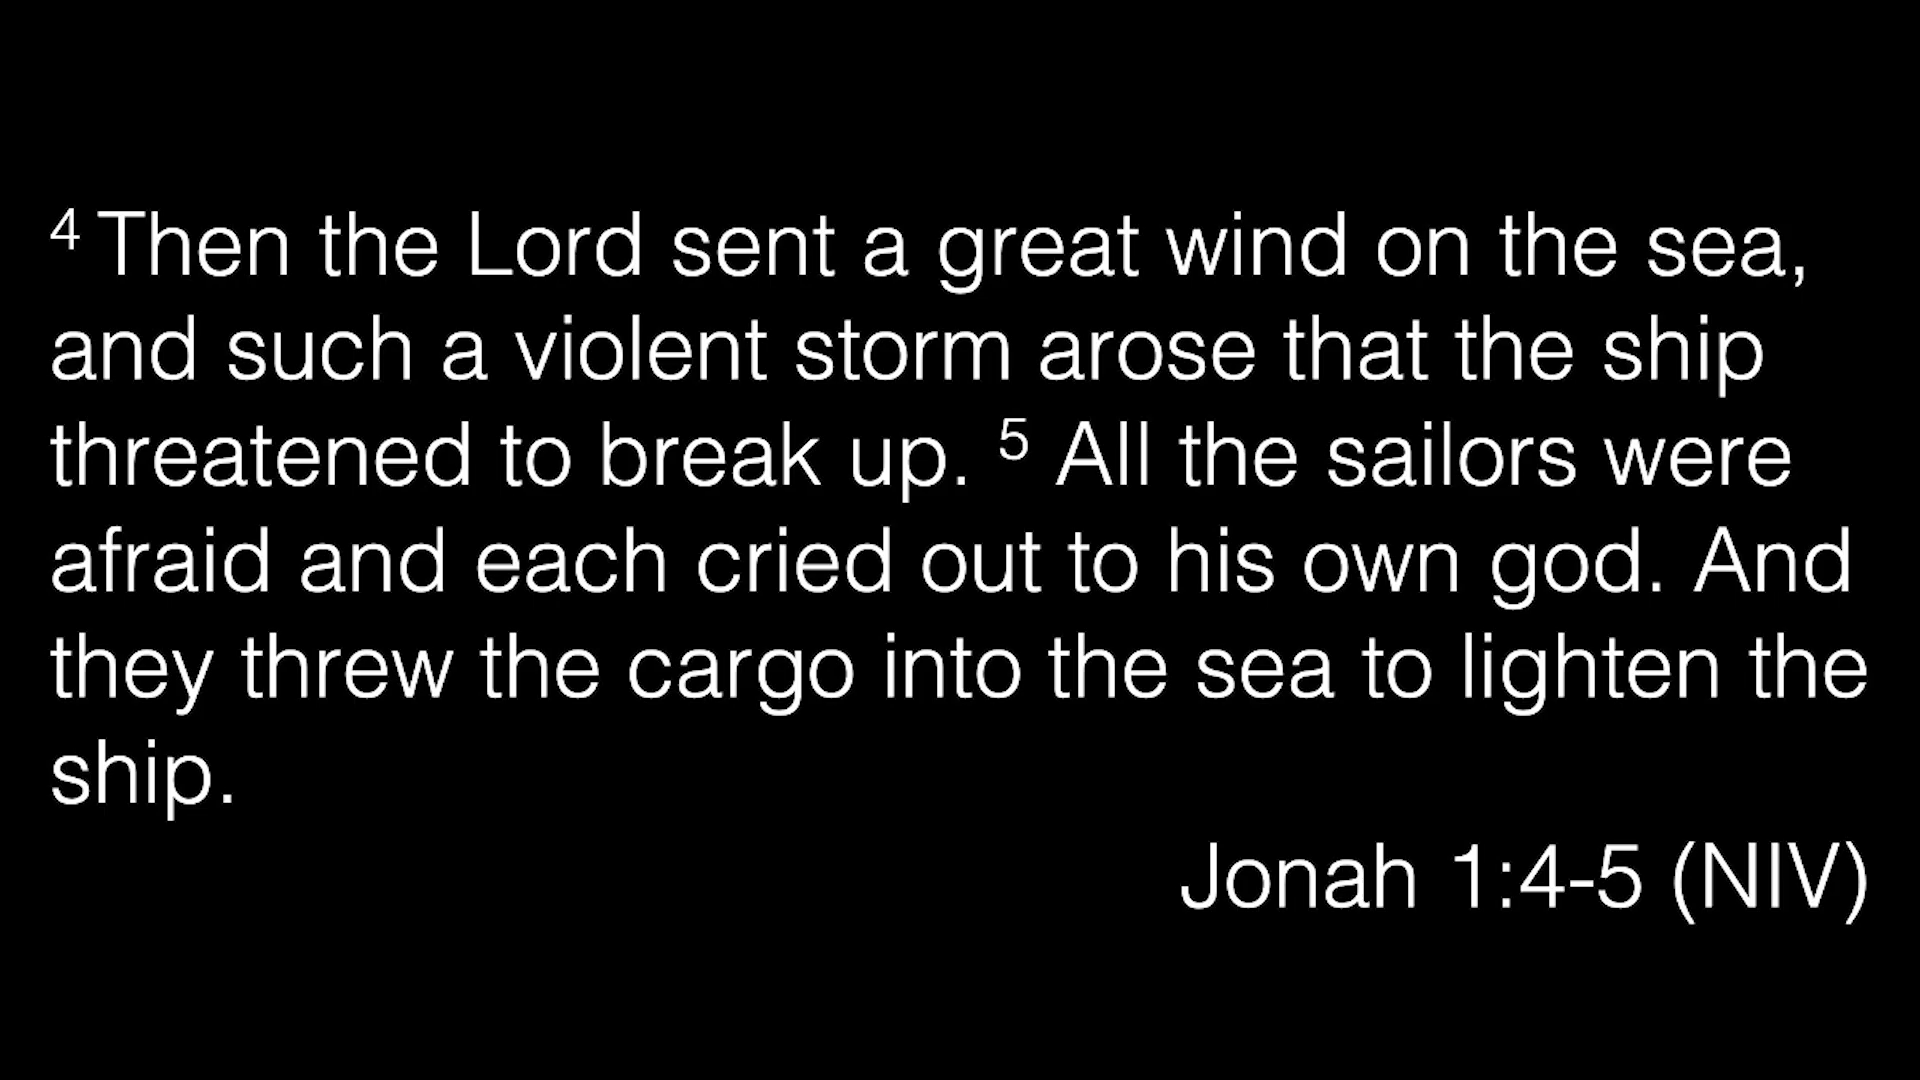 4 Then the Lord sent a great wind on the sea,
and such a violent storm arose that the ship
threatened to break up. 5 All the sailors were
afraid and each cried out to his own god. And
they threw the cargo into the sea to lighten the
ship.
Jonah 1:4-5 (NIV)